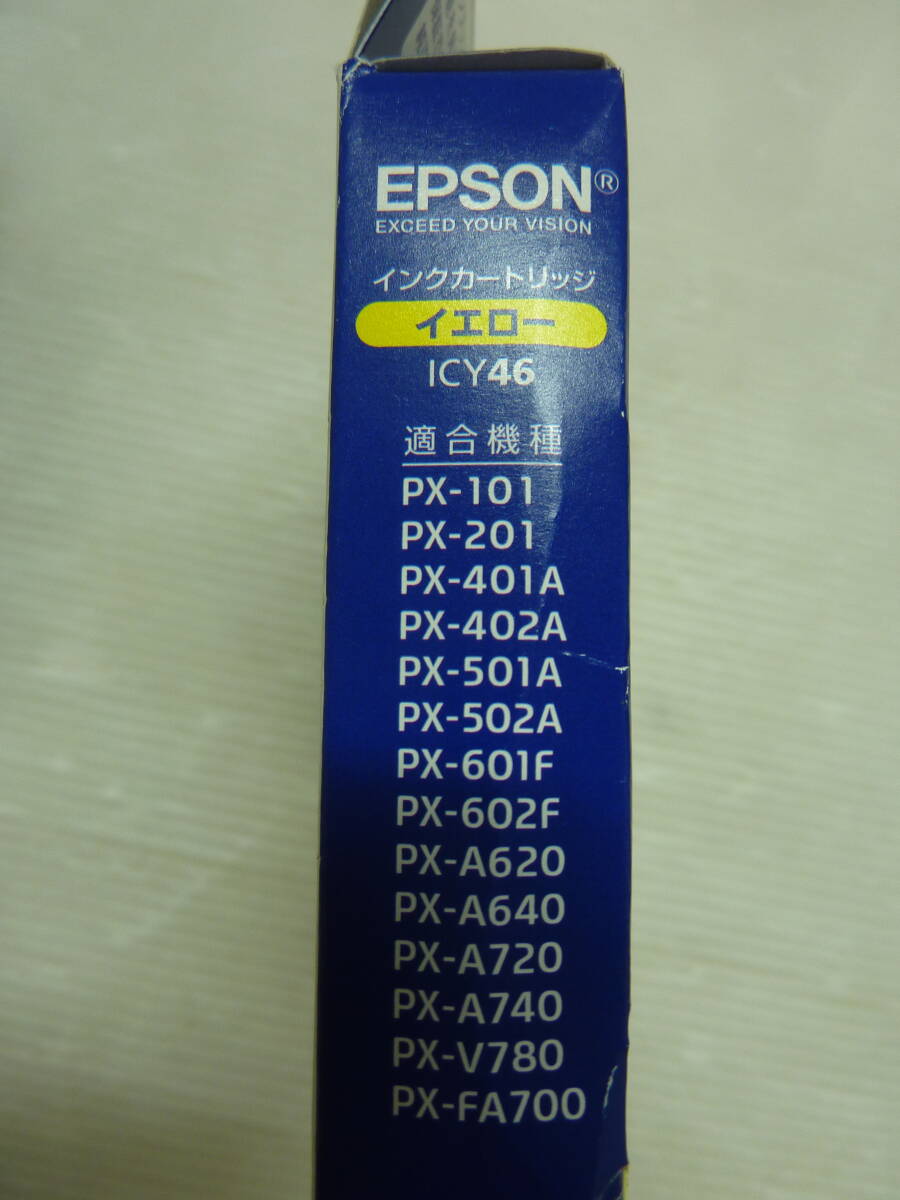 EPSON®
EXCEED YOUR VISION
インクカートリッジ
イエロー
ICY46
適合機種
PX-101
PX-201
PX-401A
PX-402A
PX-501A
PX-502A
PX-601F
PX-602F
PX-A620
PX-A640
PX-A720
PX-A740
PX-V780
PX-FA700